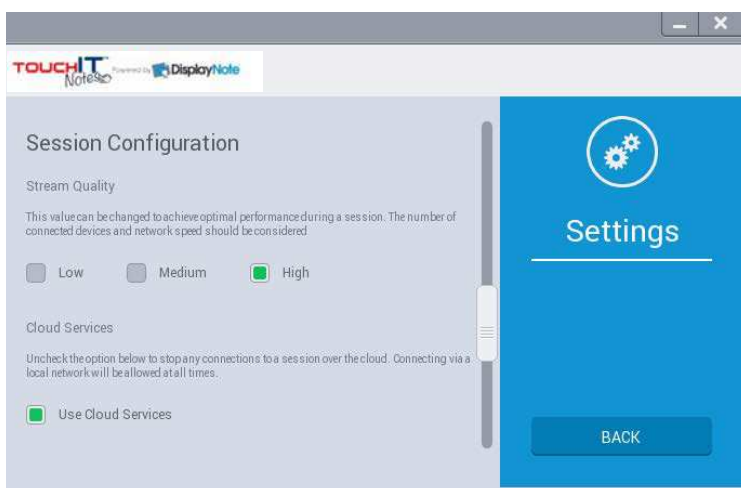 TOUCHIT
Notes
Powered by DisplayNote
Session Configuration
Stream Quality
This value can be changed to achieve optimal performance during a session. The number of
connected devices and network speed should be considered
Low Medium High
Cloud Services
Uncheck the option below to stop any connections to a session over the cloud. Connecting via a
local network will be allowed at all times.
Use Cloud Services
Settings
BACK